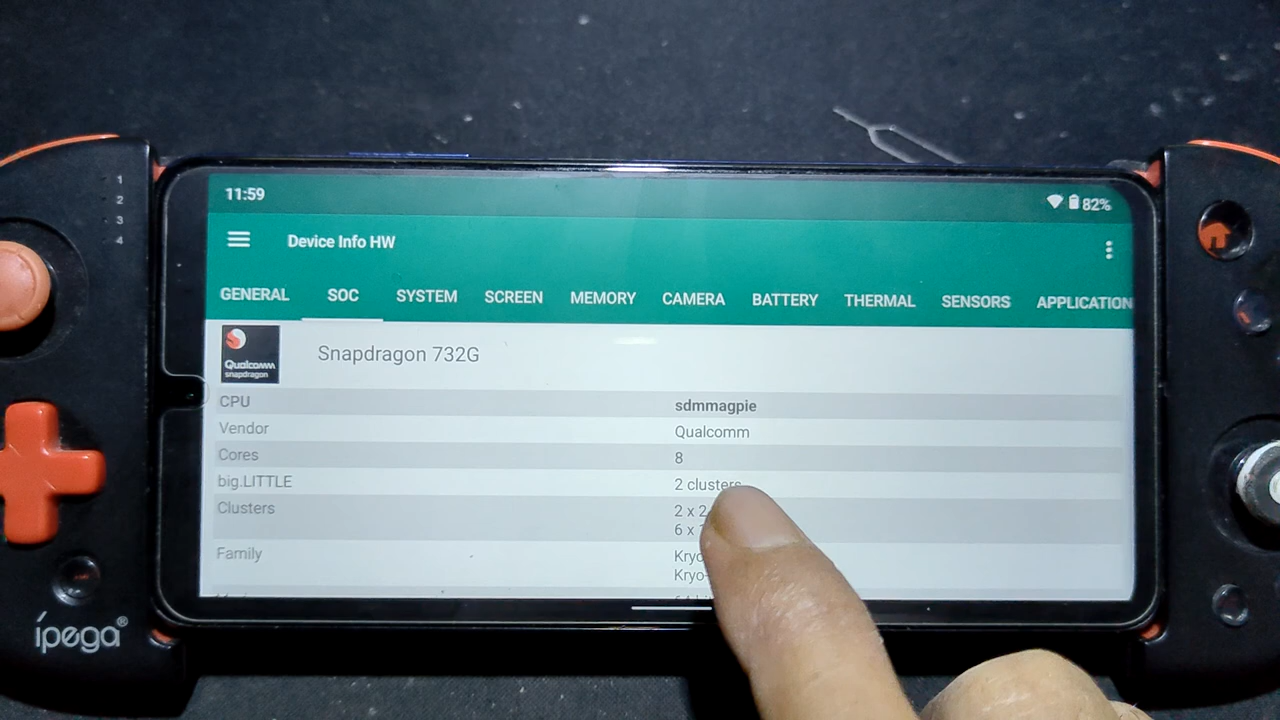 1
2
3
4
11:59
82%
Device Info HW
GENERAL SOC SYSTEM SCREEN MEMORY CAMERA BATTERY THERMAL SENSORS APPLICATION
Qualcomm
snapdragon
Snapdragon 732G
CPU sdmmagpie
Vendor Qualcomm
Cores 8
big.LITTLE 2 clusters
Clusters 2 x 2
6 x
Family
ípega®